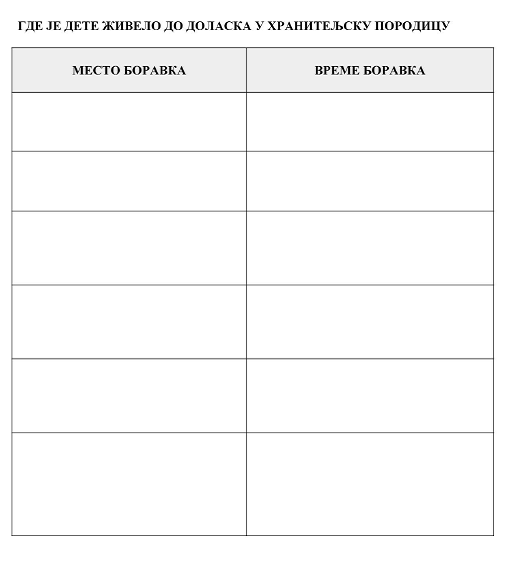 ГДЕ ЈЕ ДЕТЕ ЖИВЕЛО ДО ДОЛАСКА У ХРАНИТЕЉСКУ ПОРОДИЦУ
МЕСТО БОРАВКА
ВРЕМЕ БОРАВКА